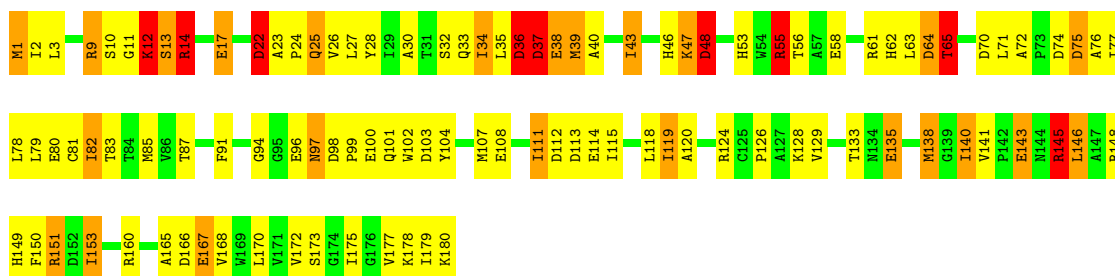 M1 I2 L3 R9 S10 G11 K12 S13 R14 E17 D22 A23 P24 Q25 V26 L27 Y28 I29 A30 T31 S32 Q33 I34 L35 D36 D37 E38 M39 A40 I43 H46 K47 D48 H53 W54 R55 T56 A57 E58 R61 H62 L63 D64 T65 D70 L71 A72 P73 D74 D75 A76
L78 L79 E80 C81 I82 T83 T84 M85 V86 T87 F91 G94 G95 E96 N97 D98 P99 E100 Q101 W102 D103 Y104 M107 E108 I111 D112 D113 E114 I115 L118 I119 A120 R124 C125 P126 A127 K128 V129 T133 N134 E135 M138 G139 I140 V141 P142 E143 N144 R145 L146 A147
H149 F150 R151 D152 I153 R160 A165 D166 E167 V168 W169 L170 V171 V172 S173 G174 I175 G176 V177 K178 I179 K180